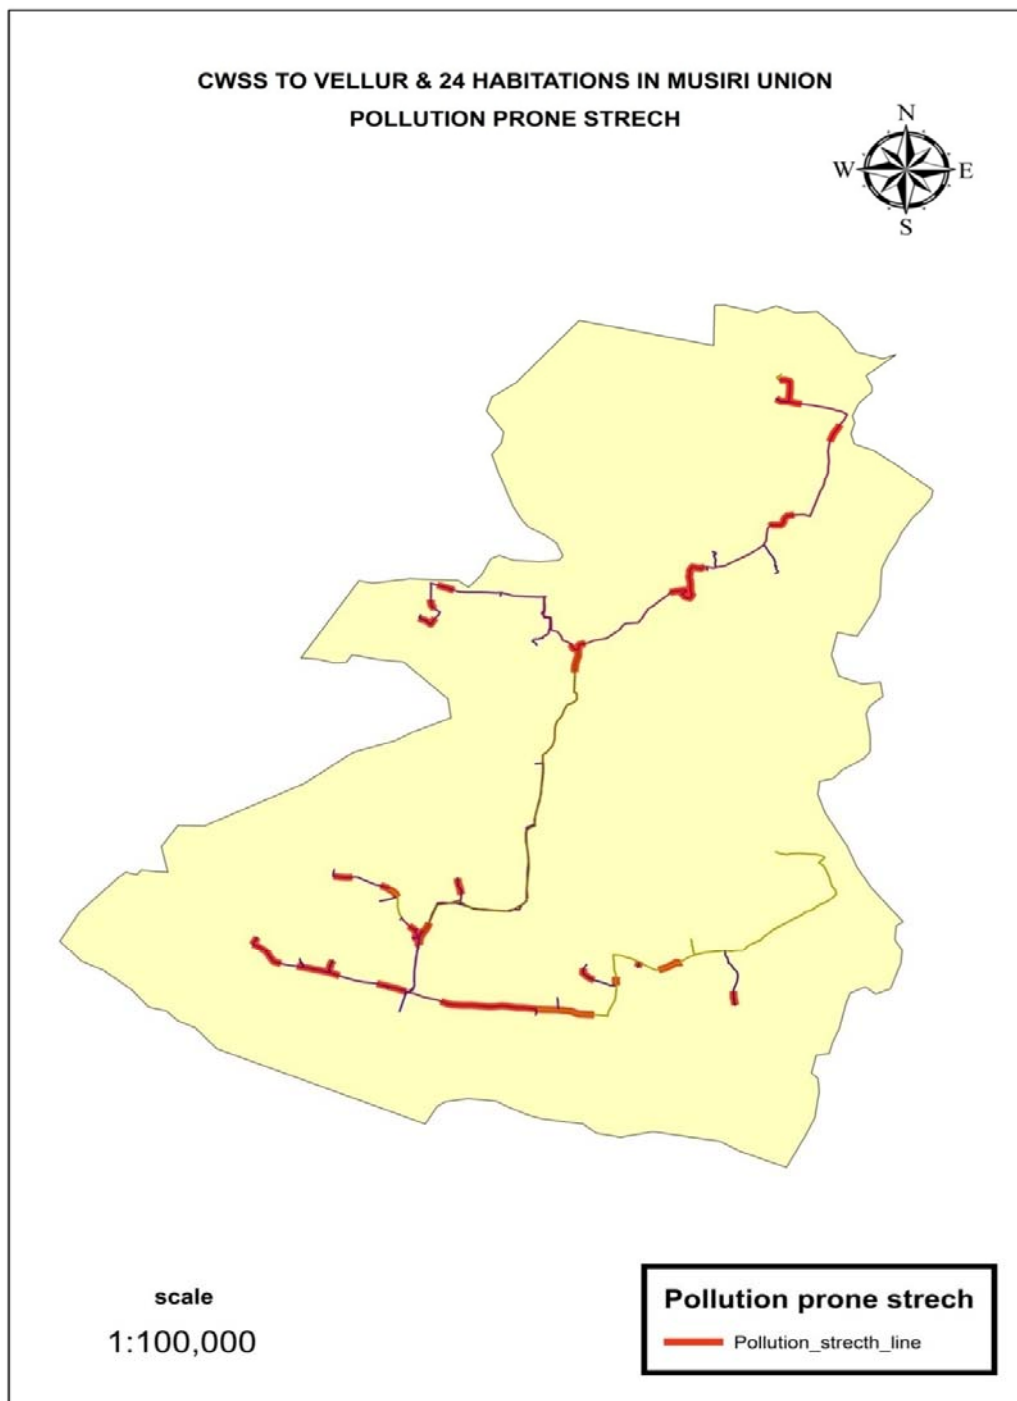 CWSS TO VELLUR & 24 HABITATIONS IN MUSIRI UNION
POLLUTION PRONE STRECH
N
W E
S
scale
1:100,000
Pollution prone strech
Pollution_strecth_line